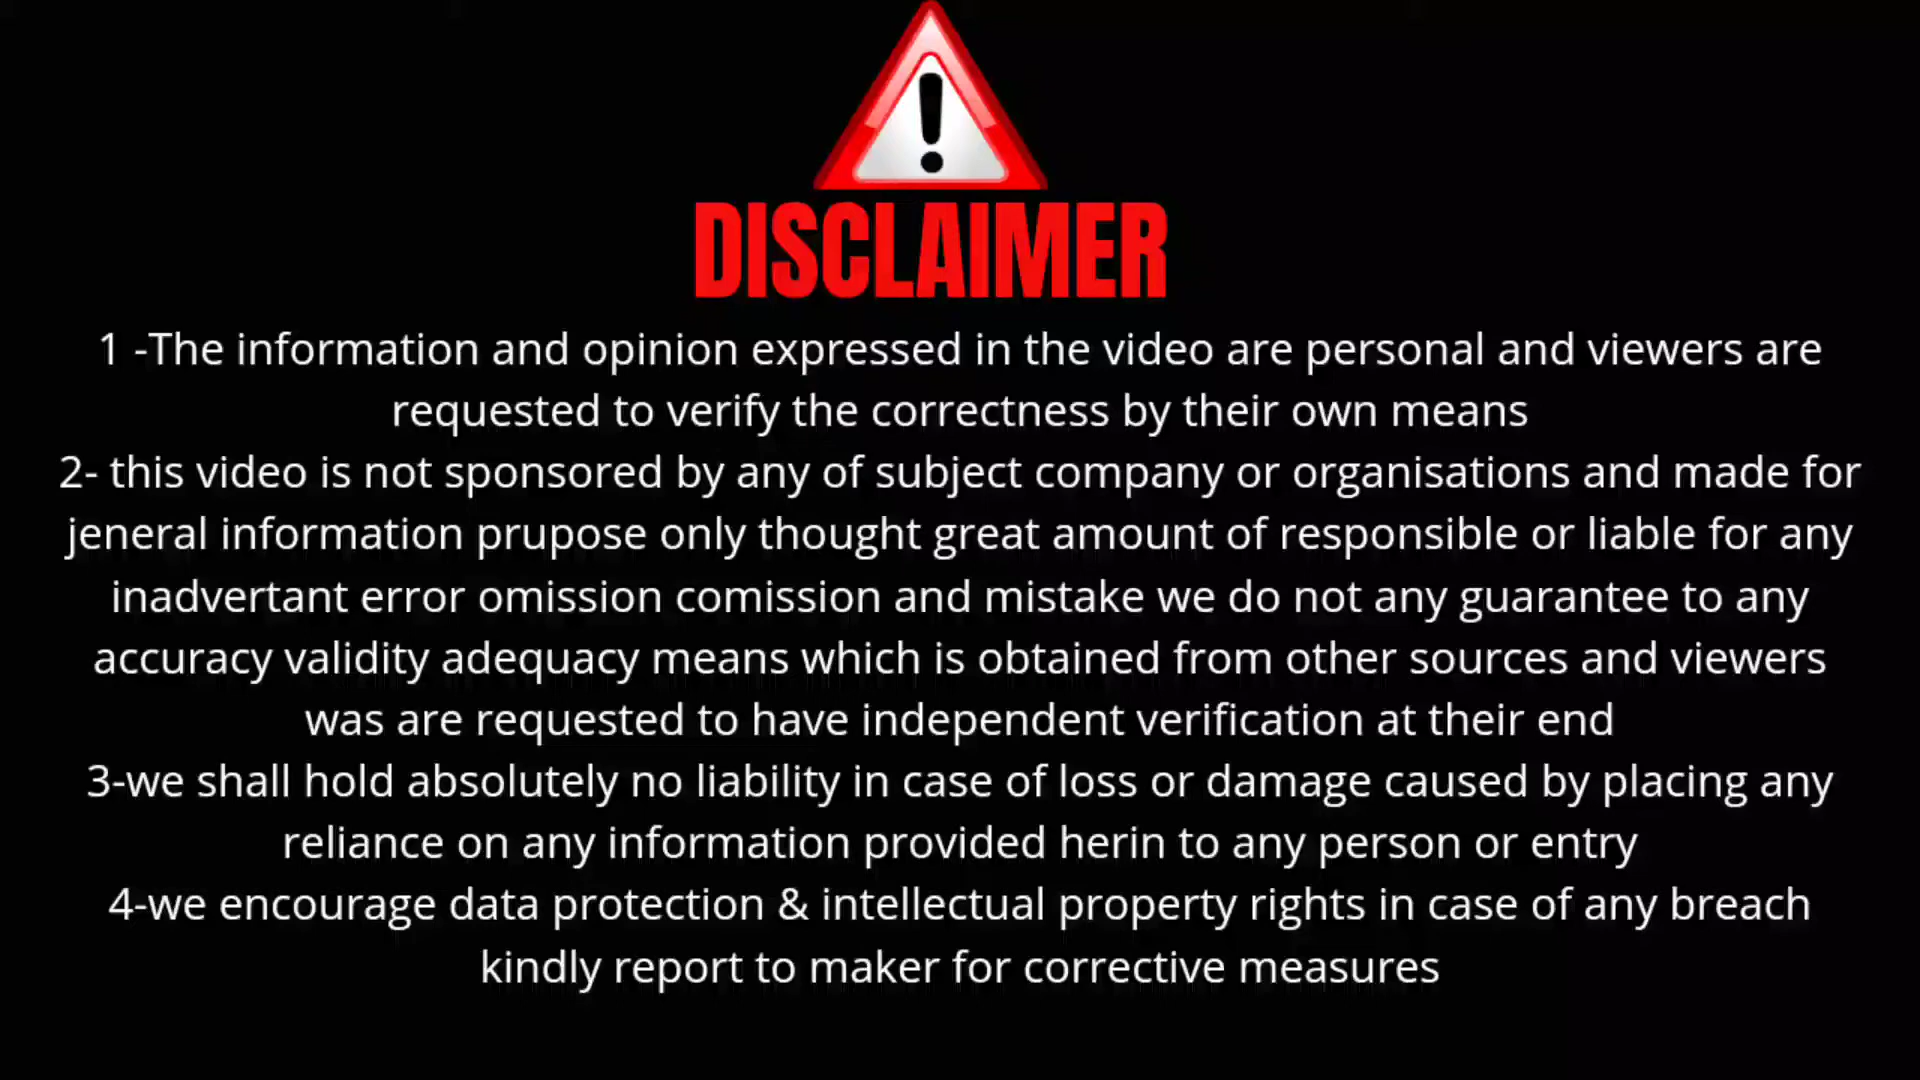 DISCLAIMER
1 -The information and opinion expressed in the video are personal and viewers are
requested to verify the correctness by their own means
2- this video is not sponsored by any of subject company or organisations and made for
jeneral information prupose only thought great amount of responsible or liable for any
inadvertant error omission comission and mistake we do not any guarantee to any
accuracy validity adequacy means which is obtained from other sources and viewers
was are requested to have independent verification at their end
3-we shall hold absolutely no liability in case of loss or damage caused by placing any
reliance on any information provided herin to any person or entry
4-we encourage data protection & intellectual property rights in case of any breach
kindly report to maker for corrective measures